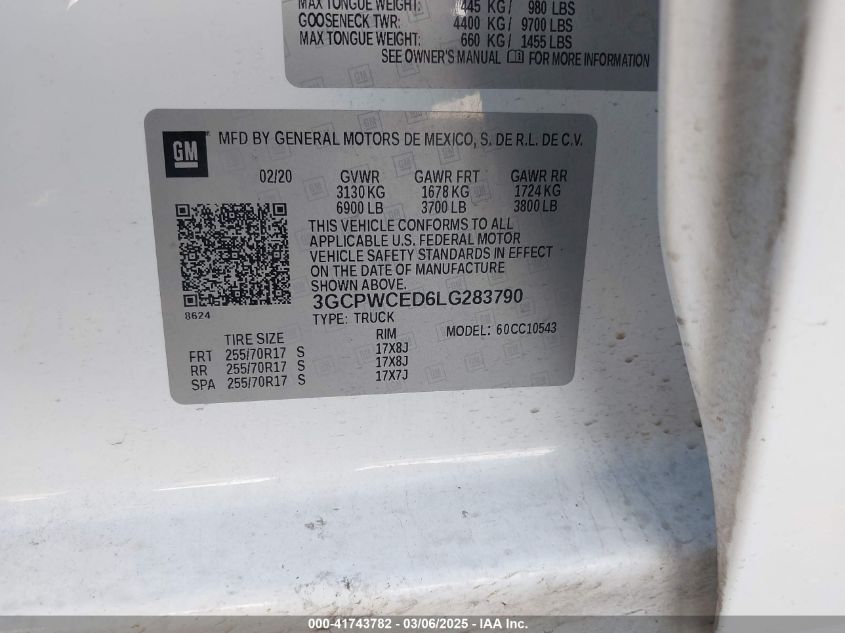 MAX TONGUE WEIGHT: 445 KG/ 980 LBS
GOOSENECK TWR: 4400 KG/ 9700 LBS
MAX TONGUE WEIGHT: 660 KG/ 1455 LBS
SEE OWNER'S MANUAL FOR MORE INFORMATION
GM MFD BY GENERAL MOTORS DE MEXICO, S. DE R.L. DE C.V.
02/20 GVWR GAWR FRT GAWR RR
3130 KG 1678 KG 1724 KG
6900 LB 3700 LB 3800 LB
THIS VEHICLE CONFORMS TO ALL
APPLICABLE U.S. FEDERAL MOTOR
VEHICLE SAFETY STANDARDS IN EFFECT
ON THE DATE OF MANUFACTURE
SHOWN ABOVE.
3GCPWCED6LG283790
8624 TYPE: TRUCK MODEL: 60CC10543
TIRE SIZE RIM
FRT 255/70R17 S 17X8J
RR 255/70R17 S 17X8J
SPA 255/70R17 S 17X7J
000-41743782 - 03/06/2025 - IAA Inc.